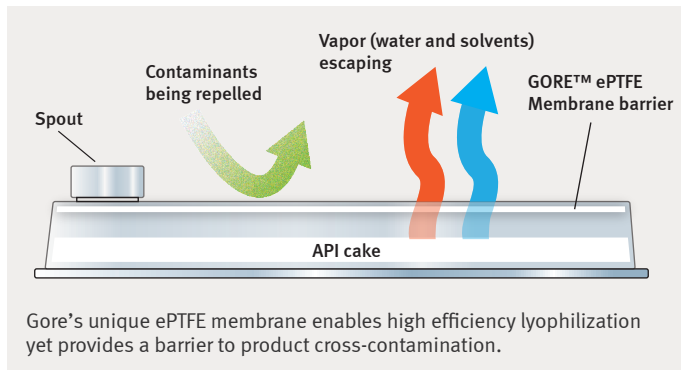 Vapor (water and solvents)
escaping
Contaminants
being repelled
GORE™ ePTFE
Membrane barrier
Spout
API cake
Gore's unique ePTFE membrane enables high efficiency lyophilization
yet provides a barrier to product cross-contamination.